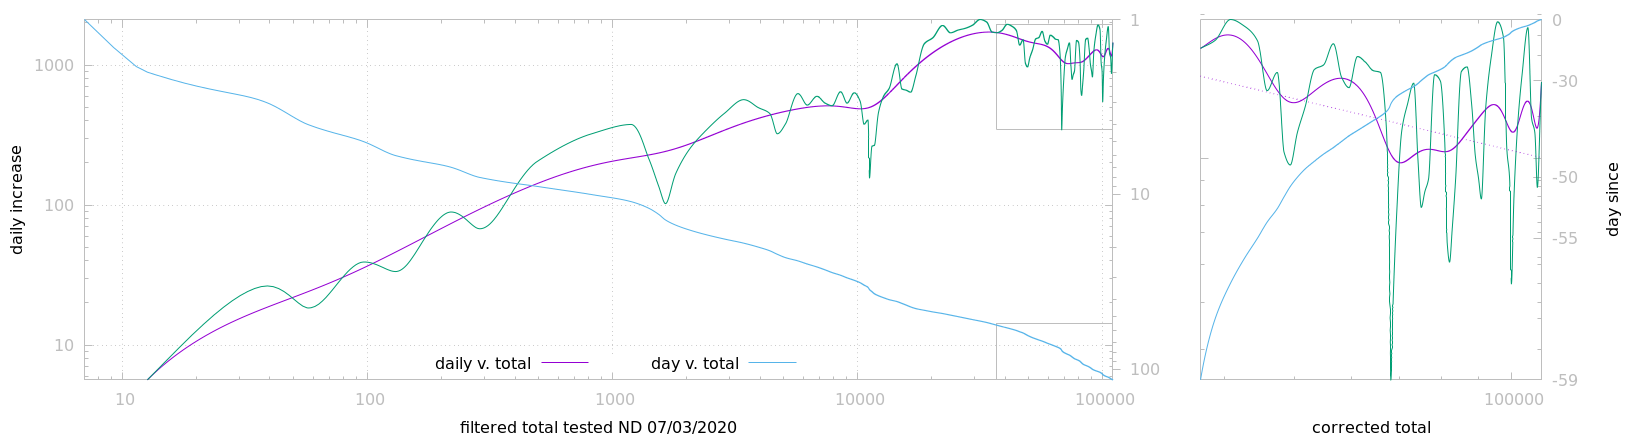 daily increase
1000
100
10
10
100
1000
10000
100000
filtered total tested ND 07/03/2020
daily v. total
day v. total
1
10
100
0
-30
-50
-55
-59
day since
100000
corrected total